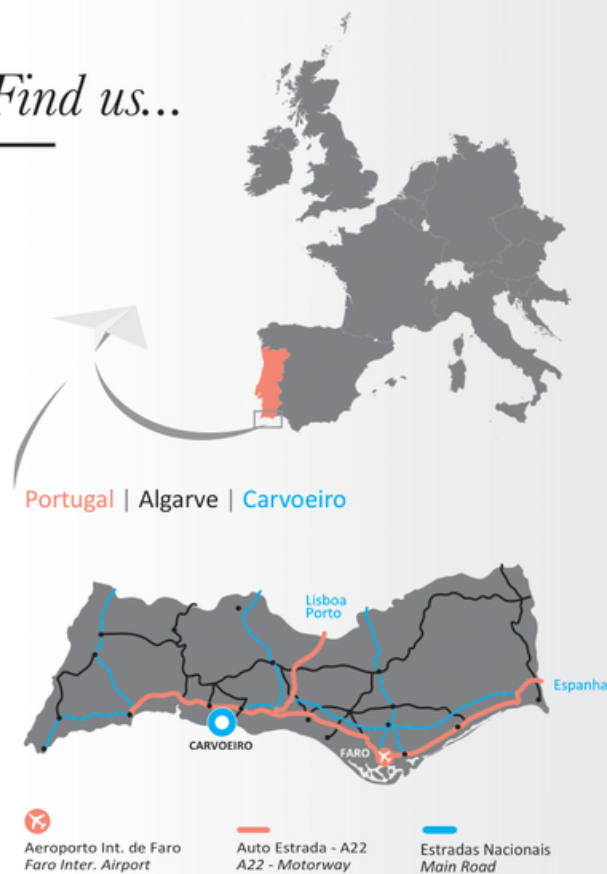 Find us...
Portugal | Algarve | Carvoeiro
Lisboa
Porto
Espanha
CARVOEIRO
FARO
Aeroporto Int. de Faro
Faro Inter. Airport
Auto Estrada - A22
A22 - Motorway
Estradas Nacionais
Main Road